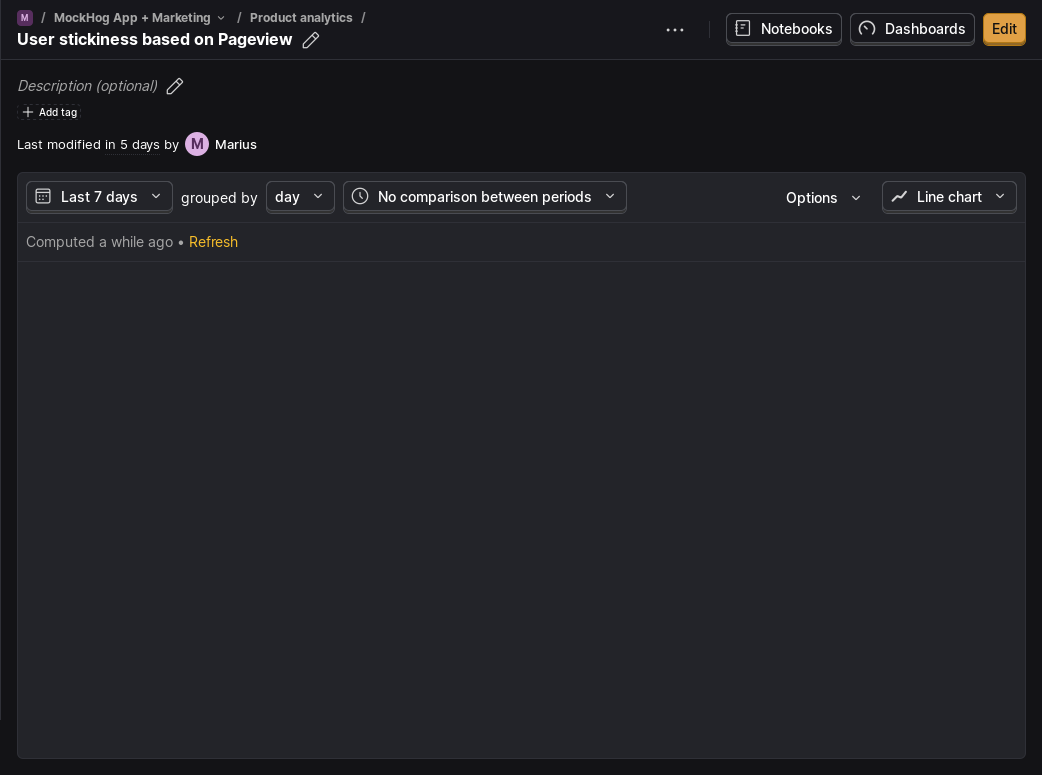 M / MockHog App + Marketing / Product analytics /
User stickiness based on Pageview
Notebooks
Dashboards
Edit
Description (optional)
Add tag
Last modified in 5 days by M Marius
Last 7 days grouped by day No comparison between periods Options Line chart
Computed a while ago • Refresh